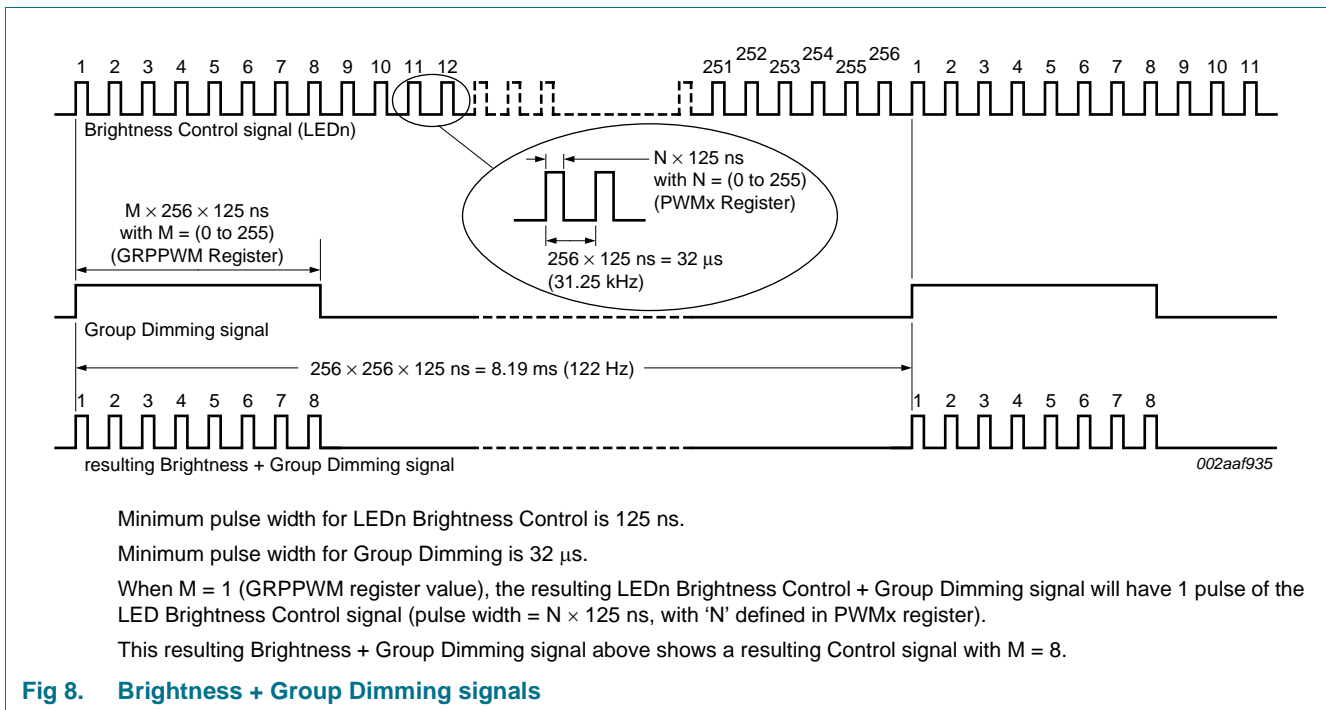 1 2 3 4 5 6 7 8 9 10 11 12 251 252 253 254 255 256 1 2 3 4 5 6 7 8 9 10 11
Brightness Control signal (LEDn)
N × 125 ns
with N = (0 to 255)
(PWMx Register)
M × 256 × 125 ns
with M = (0 to 255)
(GRPPWM Register)
256 × 125 ns = 32 μs
(31.25 kHz)
Group Dimming signal
256 × 256 × 125 ns = 8.19 ms (122 Hz)
1 2 3 4 5 6 7 8 1 2 3 4 5 6 7 8
resulting Brightness + Group Dimming signal
002aaf935
Minimum pulse width for LEDn Brightness Control is 125 ns.
Minimum pulse width for Group Dimming is 32 μs.
When M = 1 (GRPPWM register value), the resulting LEDn Brightness Control + Group Dimming signal will have 1 pulse of the
LED Brightness Control signal (pulse width = N × 125 ns, with ‘N’ defined in PWMx register).
This resulting Brightness + Group Dimming signal above shows a resulting Control signal with M = 8.
Fig 8. Brightness + Group Dimming signals